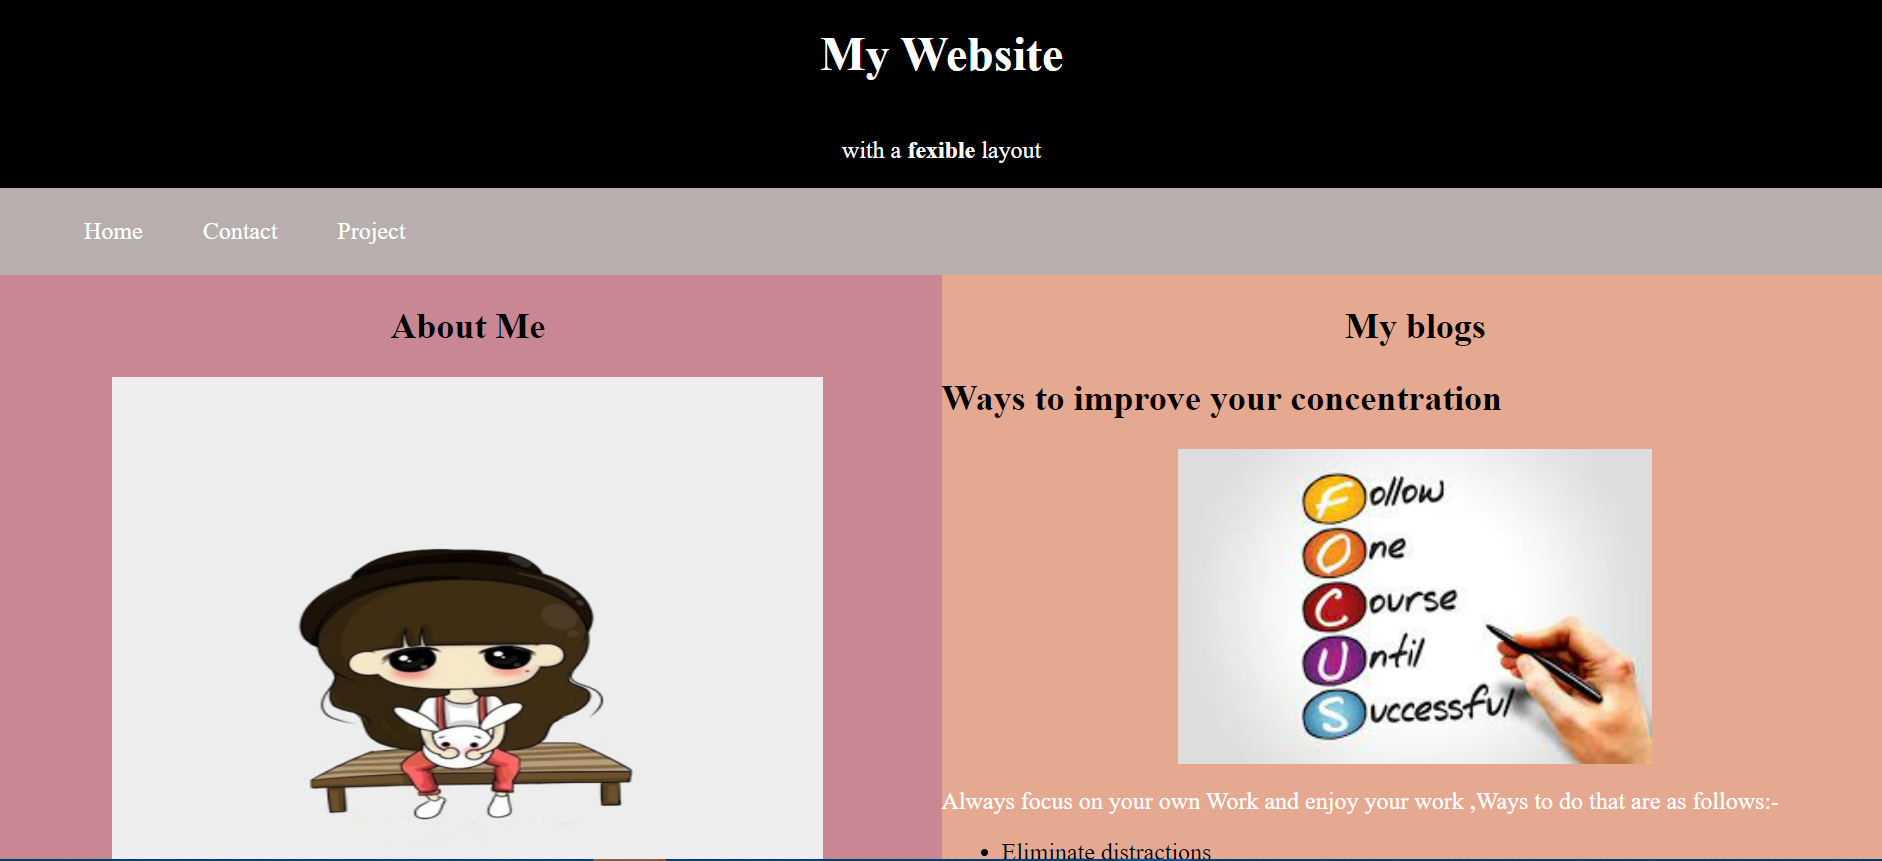 My Website
with a fexible layout
Home Contact Project
About Me
My blogs
Ways to improve your concentration
Follow
One
Course
Until
Successful
Always focus on your own Work and enjoy your work ,Ways to do that are as follows:-
• Eliminate distractions